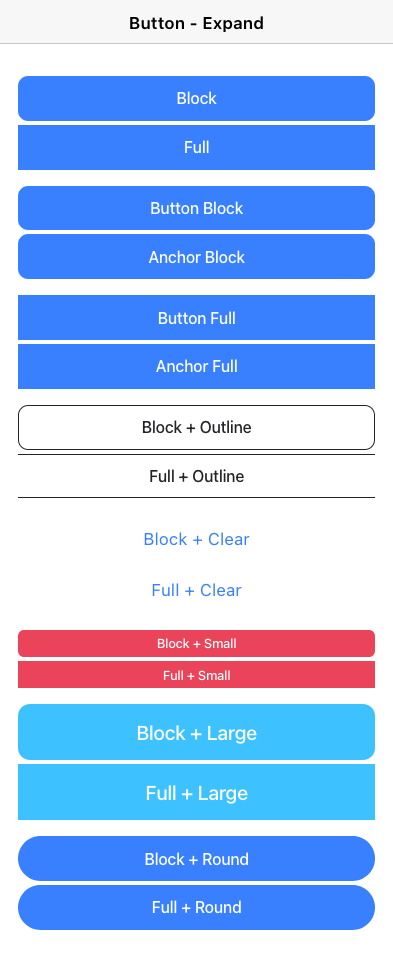 Button - Expand
Block
Full
Button Block
Anchor Block
Button Full
Anchor Full
Block + Outline
Full + Outline
Block + Clear
Full + Clear
Block + Small
Full + Small
Block + Large
Full + Large
Block + Round
Full + Round